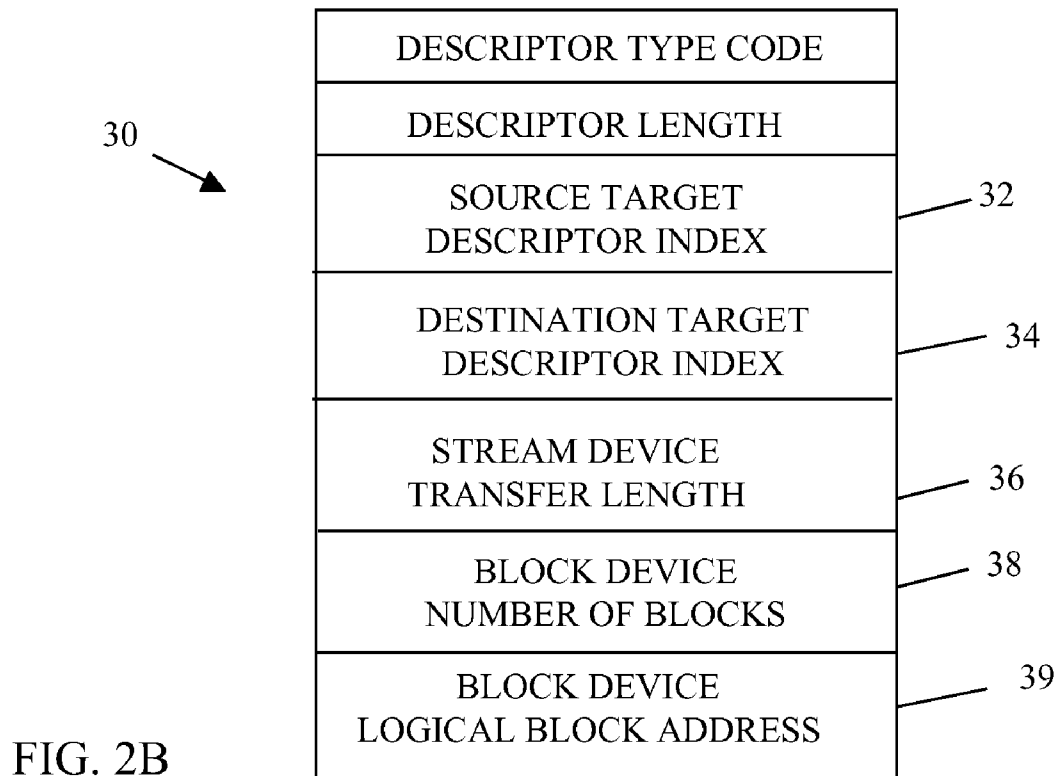 DESCRIPTOR TYPE CODE
DESCRIPTOR LENGTH
30
SOURCE TARGET
DESCRIPTOR INDEX
32
DESTINATION TARGET
DESCRIPTOR INDEX
34
STREAM DEVICE
TRANSFER LENGTH
36
BLOCK DEVICE
NUMBER OF BLOCKS
38
BLOCK DEVICE
LOGICAL BLOCK ADDRESS
39
FIG. 2B